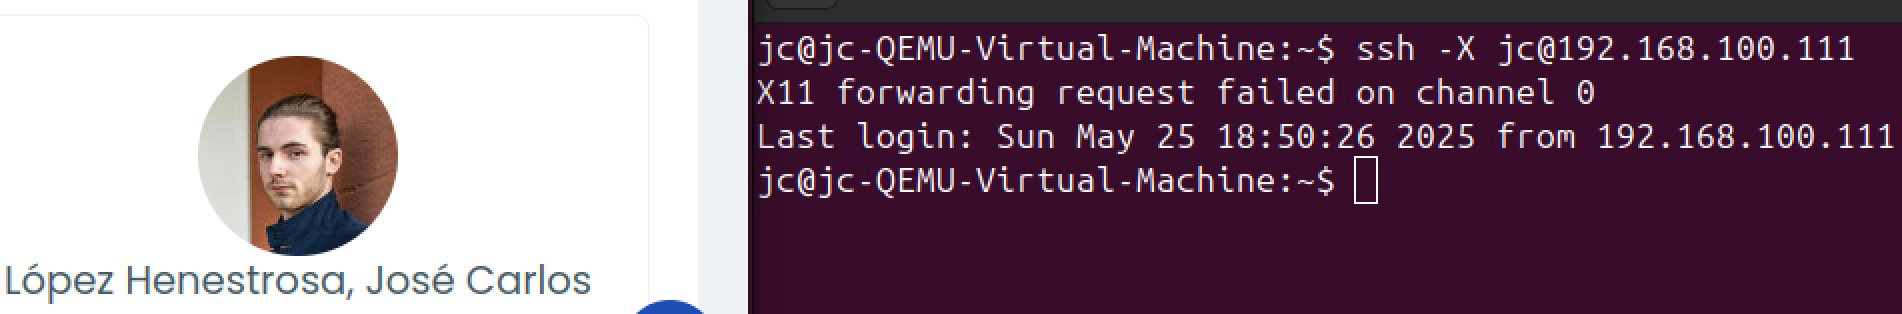 López Henestrosa, José Carlos
jc@jc-QEMU-Virtual-Machine:~$ ssh -X jc@192.168.100.111
X11 forwarding request failed on channel 0
Last login: Sun May 25 18:50:26 2025 from 192.168.100.111
jc@jc-QEMU-Virtual-Machine:~$